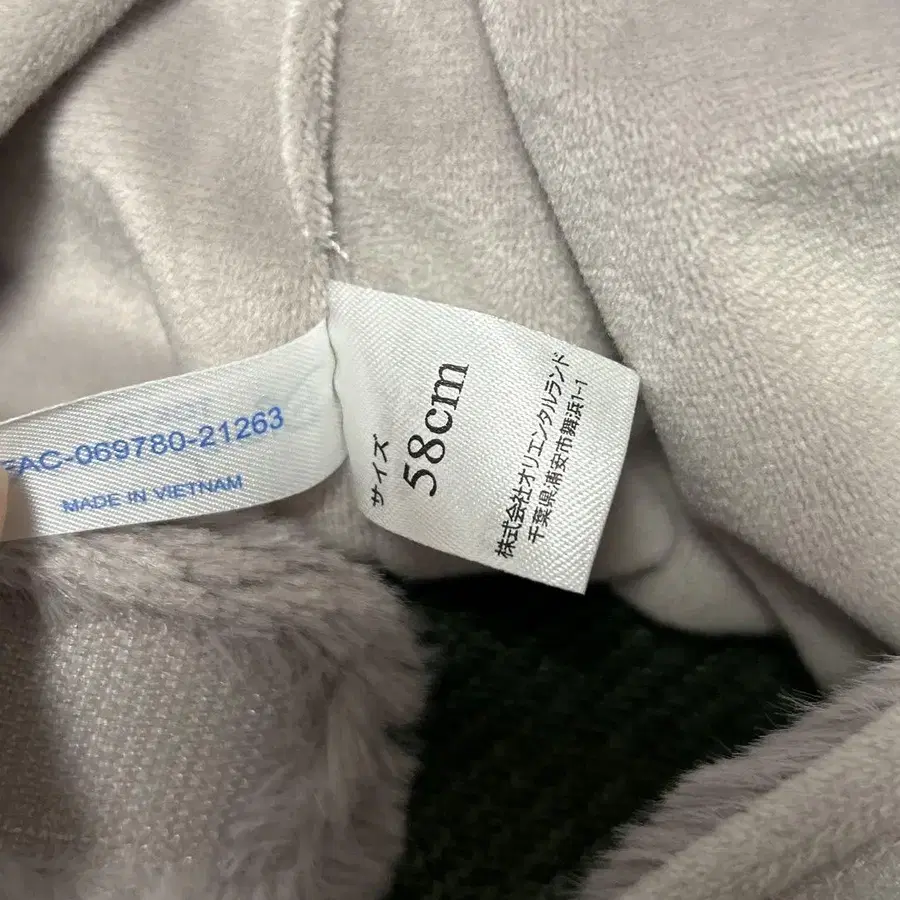 FAC-069780-21263
MADE IN VIETNAM
サイズ
58cm
株式会社オリエンタルランド
千葉県浦安市舞浜1-1